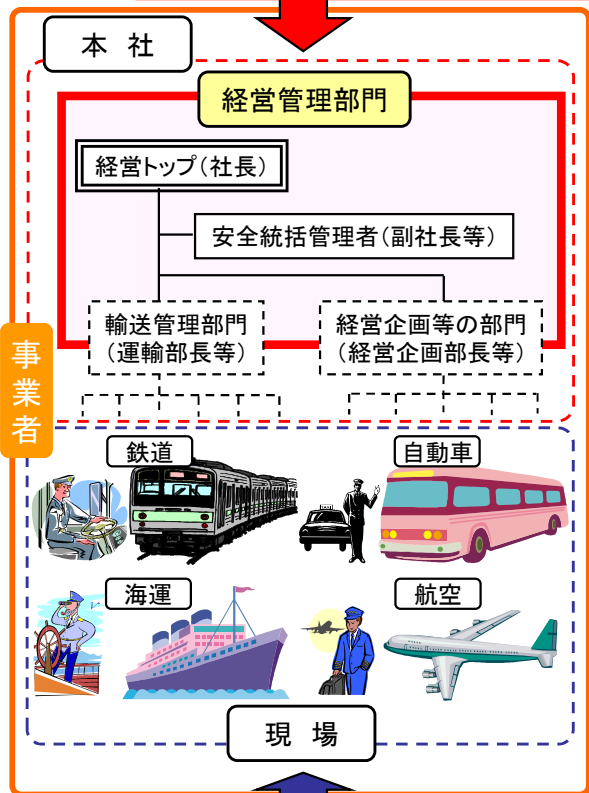 本 社
経営管理部門
経営トップ(社長)
安全統括管理者(副社長等)
輸送管理部門
(運輸部長等)
経営企画等の部門
(経営企画部長等)
事業者
鉄道
自動車
海運
航空
現 場